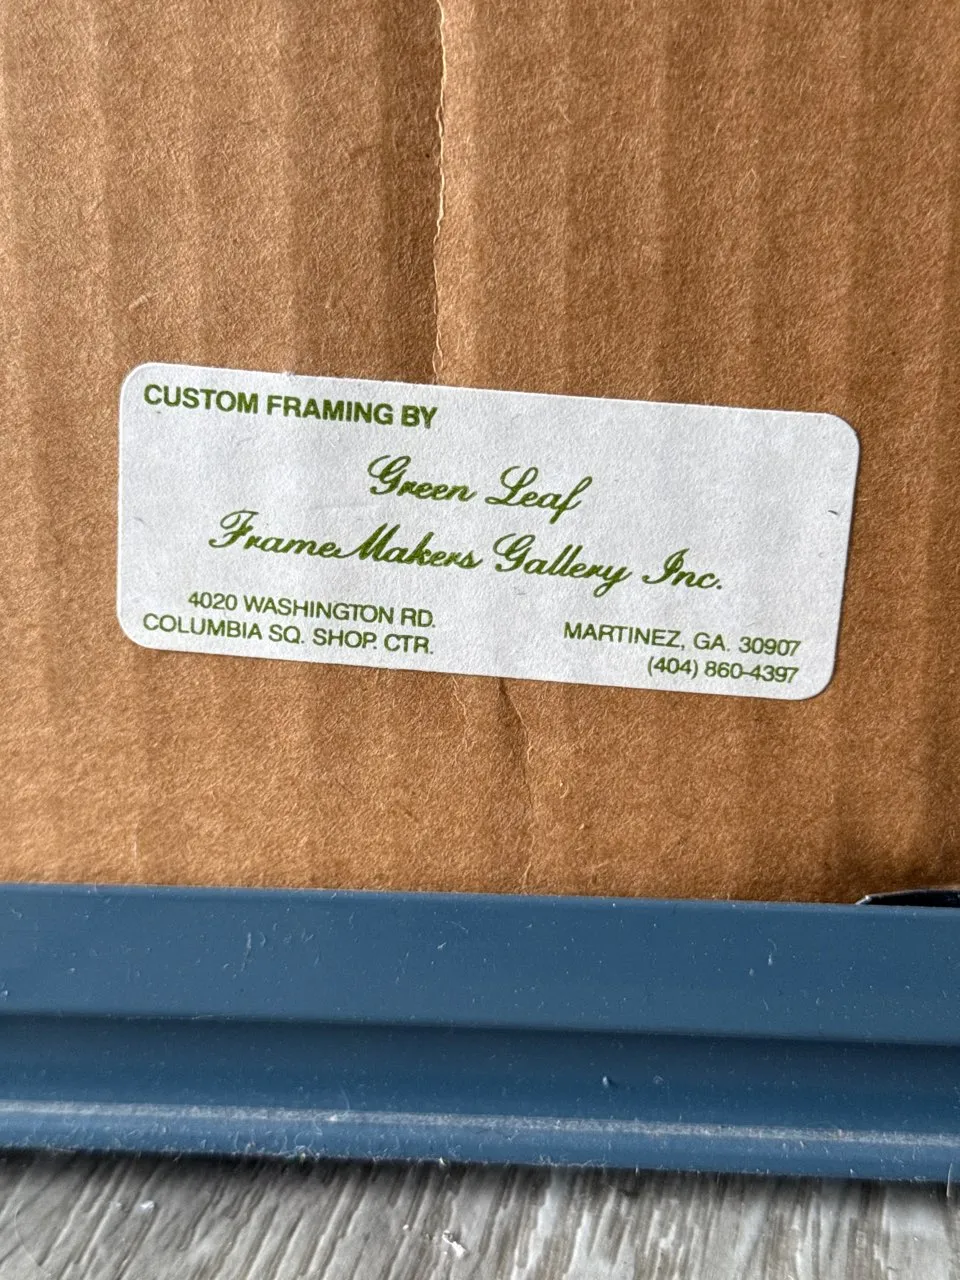 CUSTOM FRAMING BY
Green Leaf
FrameMakers Gallery Inc.
4020 WASHINGTON RD.
COLUMBIA SQ. SHOP. CTR.
MARTINEZ, GA. 30907
(404) 860-4397